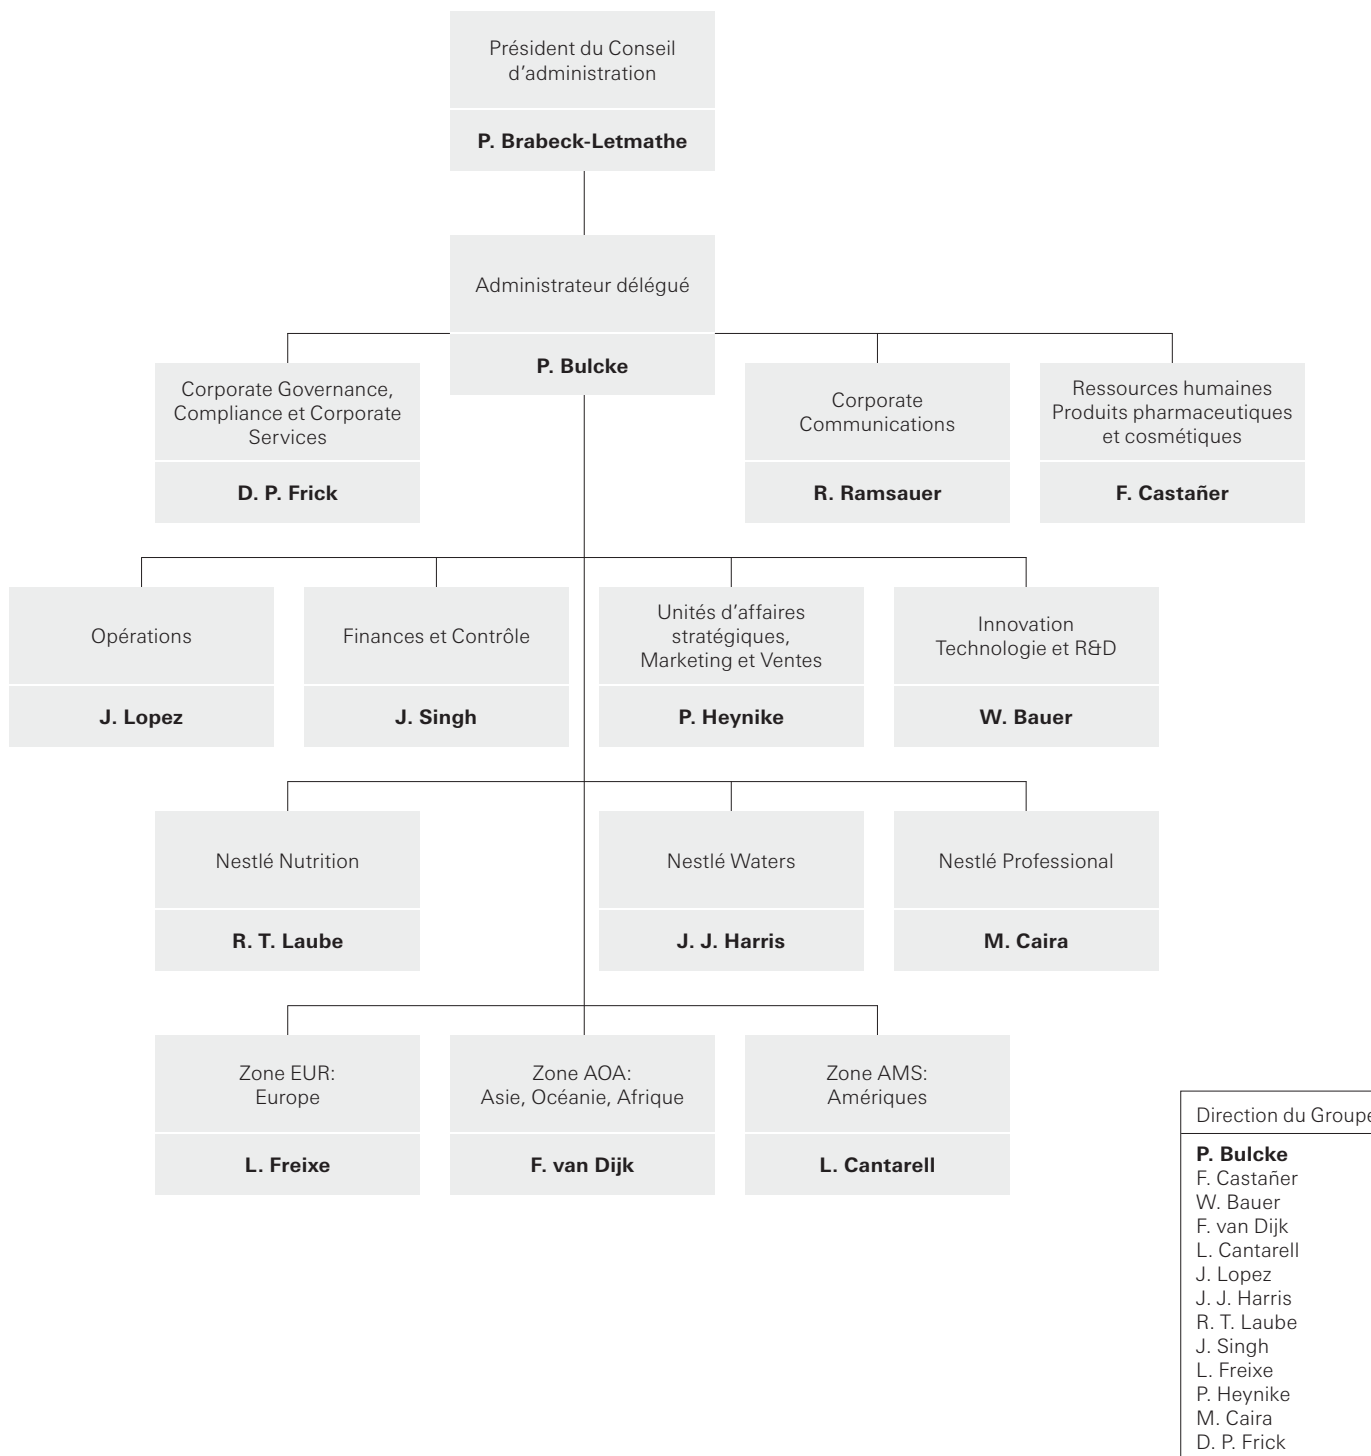 Président du Conseil
d'administration
P. Brabeck-Letmathe
Administrateur délégué
P. Bulcke
Corporate Governance,
Compliance et Corporate
Services
D. P. Frick
Corporate
Communications
R. Ramsauer
Ressources humaines
Produits pharmaceutiques
et cosmétiques
F. Castañer
Opérations
J. Lopez
Finances et Contrôle
J. Singh
Unités d'affaires
stratégiques,
Marketing et Ventes
P. Heynike
Innovation
Technologie et R&D
W. Bauer
Nestlé Nutrition
R. T. Laube
Nestlé Waters
J. J. Harris
Nestlé Professional
M. Caira
Zone EUR:
Europe
L. Freixe
Zone AOA:
Asie, Océanie, Afrique
F. van Dijk
Zone AMS:
Amériques
L. Cantarell
Direction du Groupe
P. Bulcke
F. Castañer
W. Bauer
F. van Dijk
L. Cantarell
J. Lopez
J. J. Harris
R. T. Laube
J. Singh
L. Freixe
P. Heynike
M. Caira
D. P. Frick